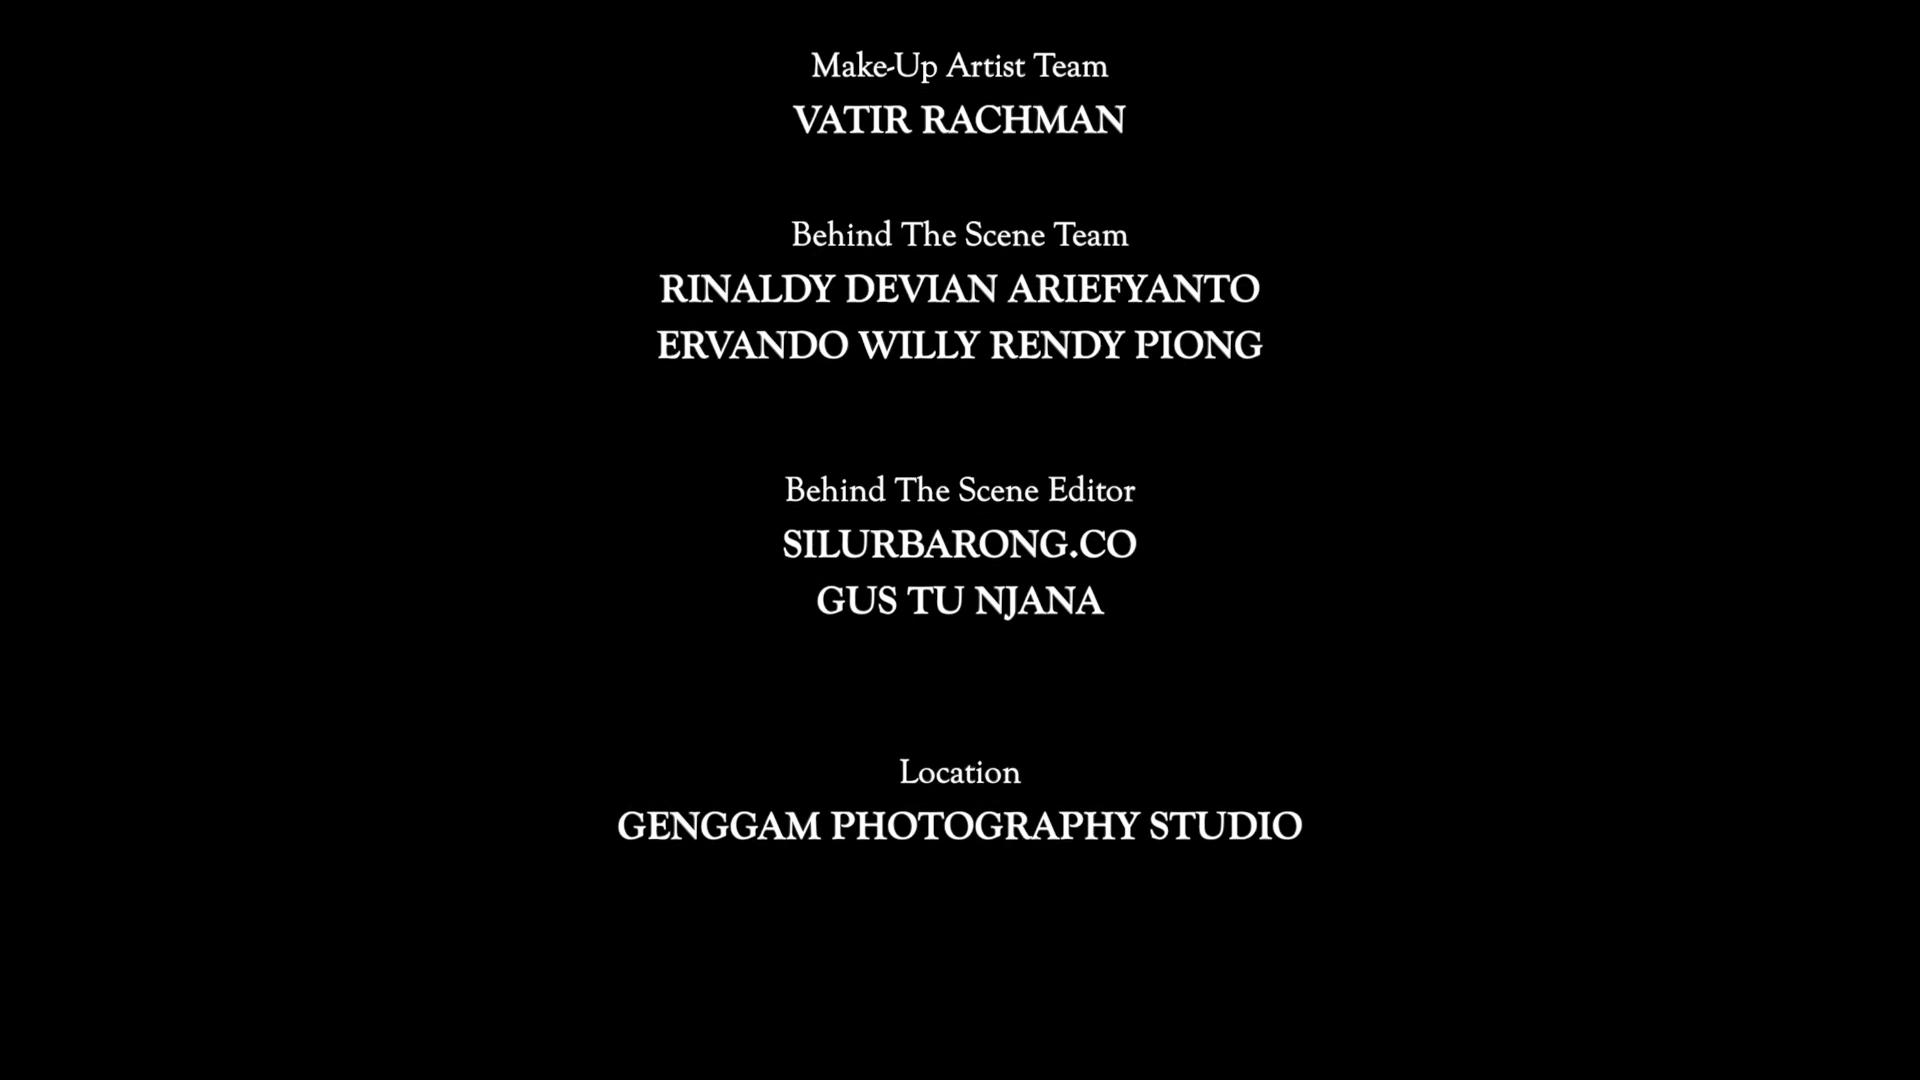 Make-Up Artist Team
VATIR RACHMAN
Behind The Scene Team
RINALDY DEVIAN ARIEFYANTO
ERVANDO WILLY RENDY PIONG
Behind The Scene Editor
SILURBARONG.CO
GUS TU NJANA
Location
GENGGAM PHOTOGRAPHY STUDIO